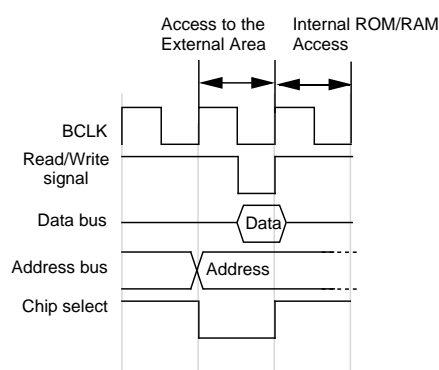 Access to the
External Area
Internal ROM/RAM
Access
BCLK
Read/Write
signal
Data bus
Data
Address bus
Address
Chip select